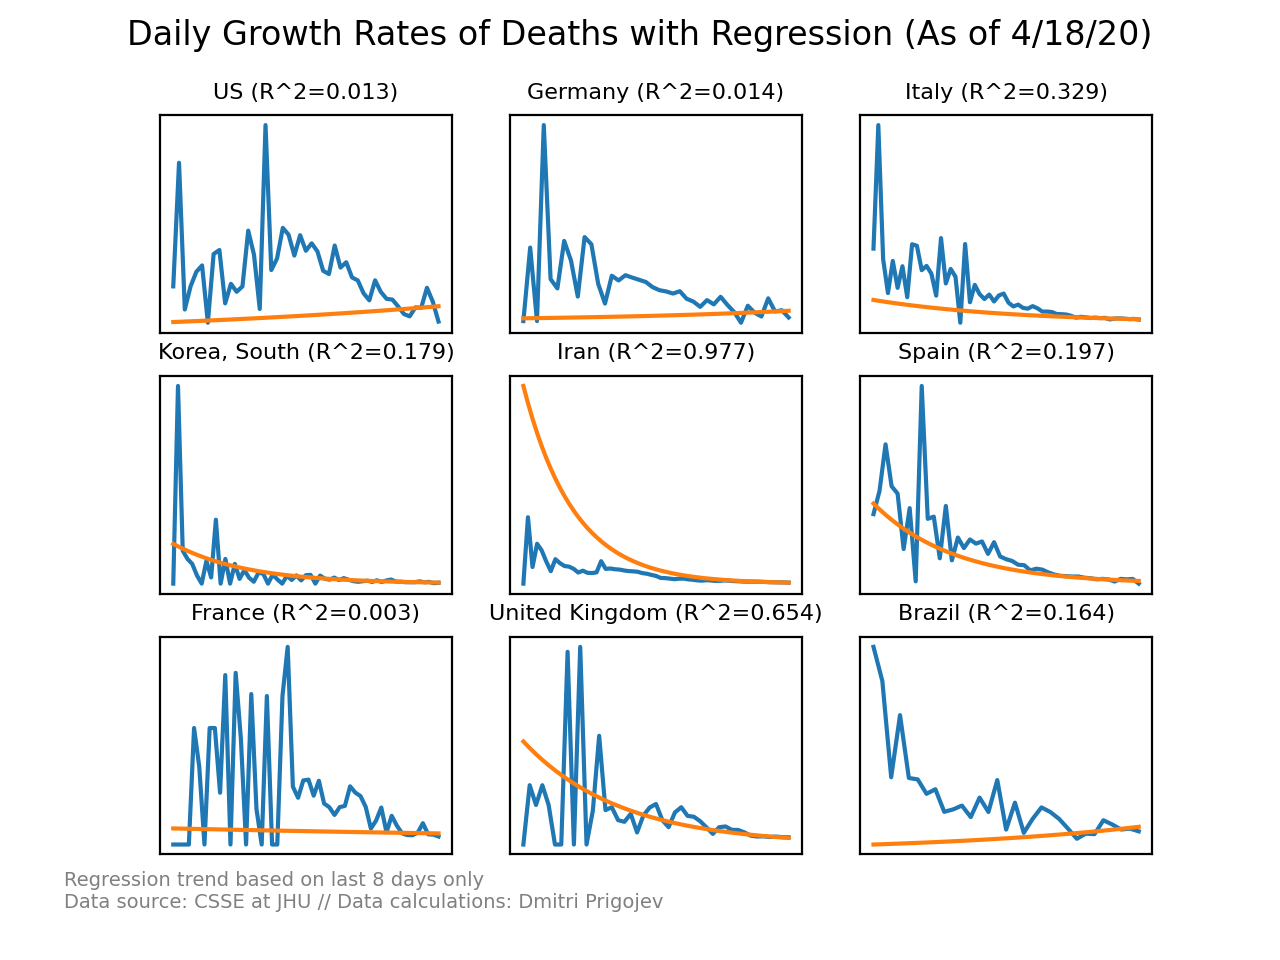 Daily Growth Rates of Deaths with Regression (As of 4/18/20)
US (R^2=0.013)
Germany (R^2=0.014)
Italy (R^2=0.329)
Korea, South (R^2=0.179)
Iran (R^2=0.977)
Spain (R^2=0.197)
France (R^2=0.003)
United Kingdom (R^2=0.654)
Brazil (R^2=0.164)
Regression trend based on last 8 days only
Data source: CSSE at JHU // Data calculations: Dmitri Prigojev